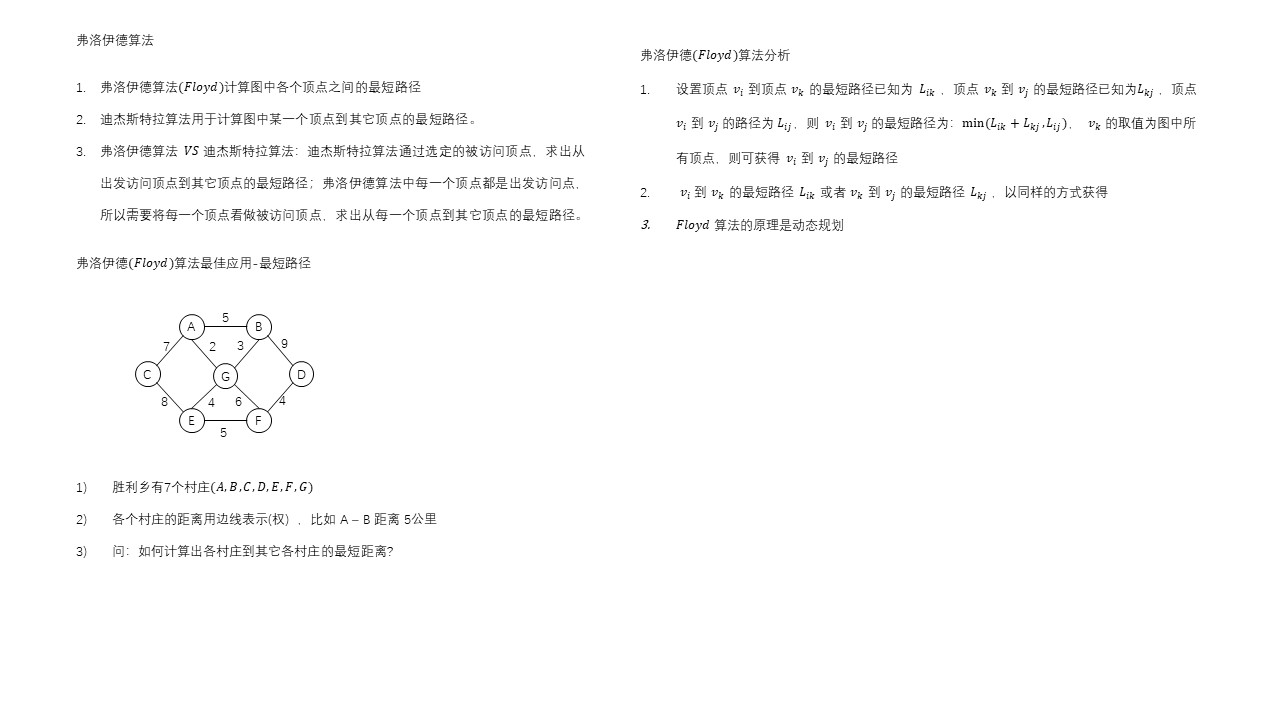 弗洛伊德算法
1. 弗洛伊德算法(Floyd)计算图中各个顶点之间的最短路径
2. 迪杰斯特拉算法用于计算图中某一个顶点到其它顶点的最短路径。
3. 弗洛伊德算法 VS 迪杰斯特拉算法：迪杰斯特拉算法通过选定的被访问顶点，求出从
出发访问顶点到其它顶点的最短路径；弗洛伊德算法中每一个顶点都是出发访问点，
所以需要将每一个顶点看做被访问顶点，求出从每一个顶点到其它顶点的最短路径。
弗洛伊德(Floyd)算法最佳应用-最短路径
5
A B
7 2 3 9
C G D
8 4 6 4
E F
5
1) 胜利乡有7个村庄(A,B,C,D,E,F,G)
2) 各个村庄的距离用边线表示(权) ，比如 A – B 距离 5公里
3) 问：如何计算出各村庄到其它各村庄的最短距离?
弗洛伊德(Floyd)算法分析
1. 设置顶点 v_i 到顶点 v_k 的最短路径已知为 L_ik ，顶点 v_k 到 v_j 的最短路径已知为L_kj ，顶点
v_i 到 v_j 的路径为 L_ij，则 v_i 到 v_j 的最短路径为：min(L_ik + L_kj ,L_ij)， v_k 的取值为图中所
有顶点，则可获得 v_i 到 v_j 的最短路径
2. v_i 到 v_k 的最短路径 L_ik 或者 v_k 到 v_j 的最短路径 L_kj ，以同样的方式获得
3. Floyd 算法的原理是动态规划